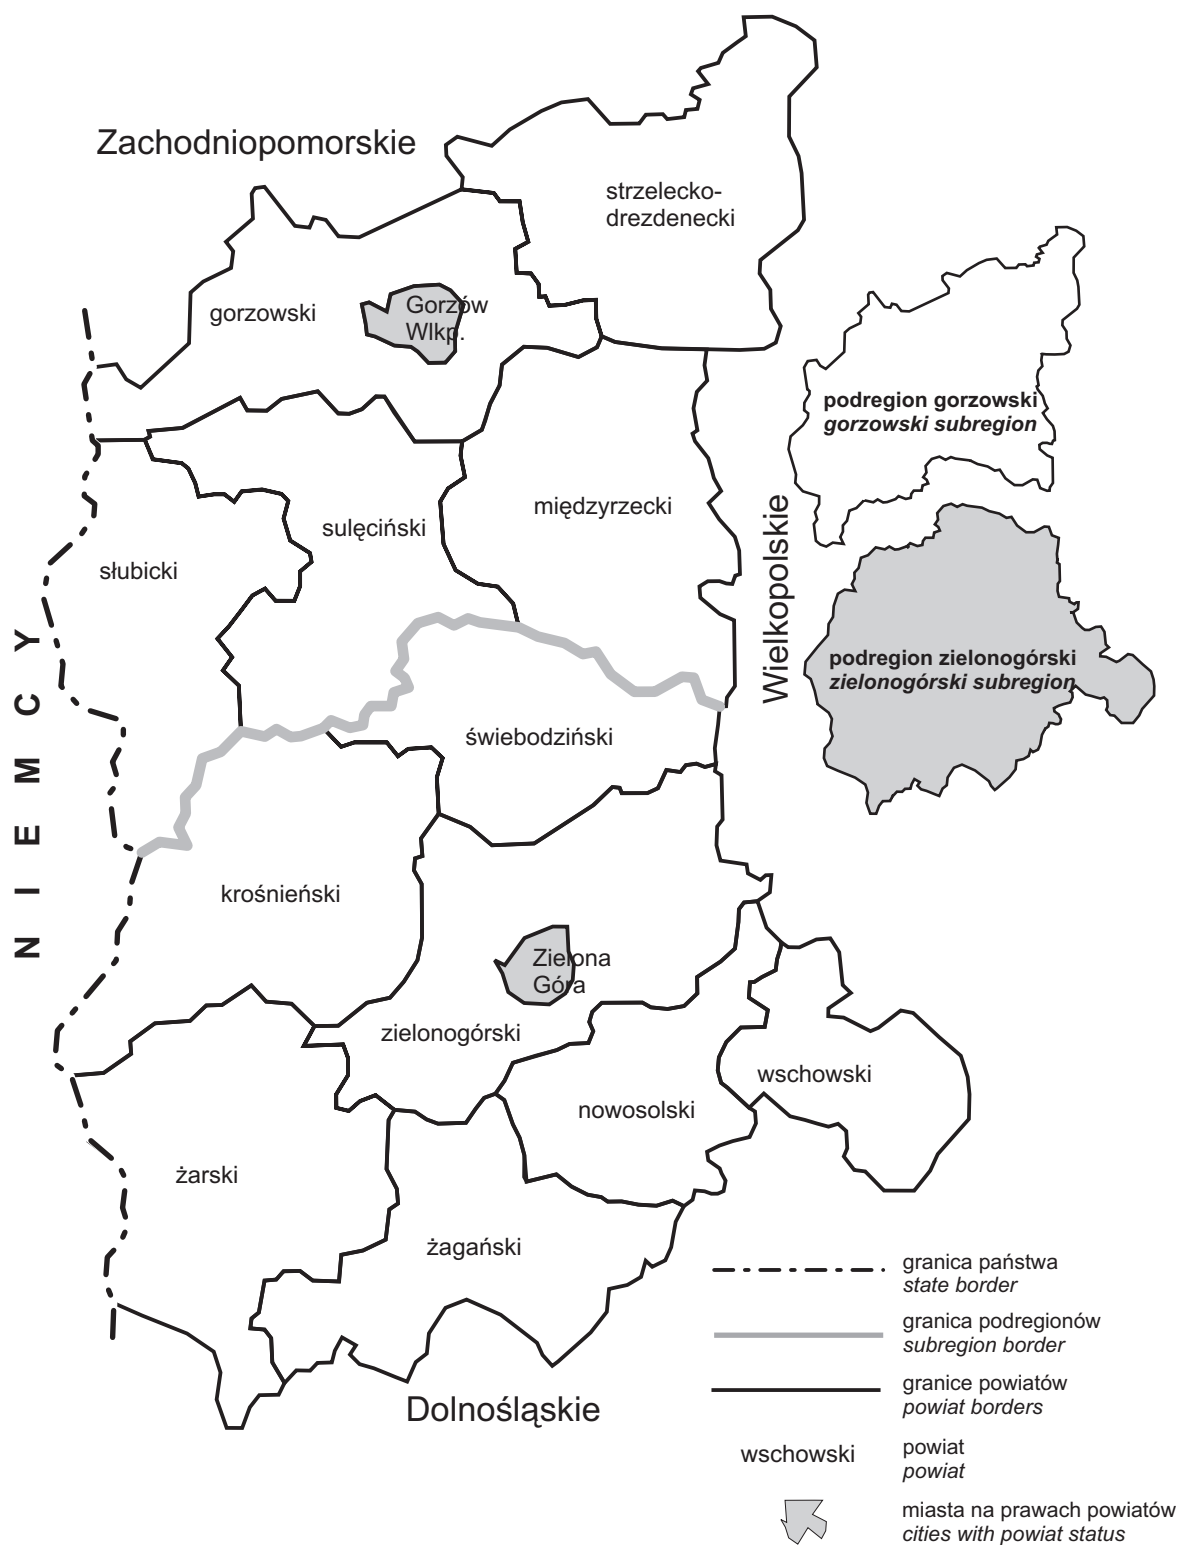 Zachodniopomorskie
strzelecko-
drezdenecki
gorzowski
Gorzów
Wlkp.
podregion gorzowski
gorzowski subregion
międzyrzecki
sulęciński
słubicki
Wielkopolskie
NIEMCY
podregion zielonogórski
zielonogórski subregion
świebodziński
krośnieński
Zielona
Góra
zielonogórski
wschowski
nowosolski
żarski
żagański
Dolnośląskie
granica państwa
state border
granica podregionów
subregion border
granice powiatów
powiat borders
wschowski
powiat
powiat
miasta na prawach powiatów
cities with powiat status